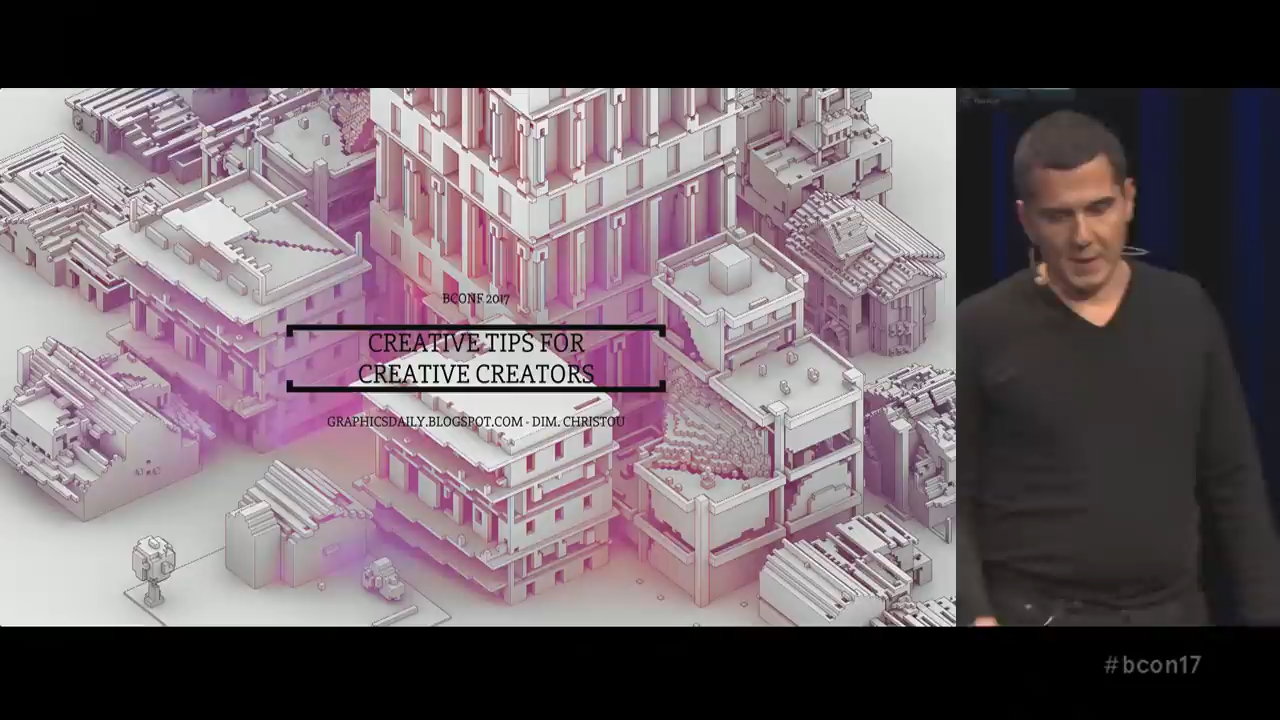 BCONF 2017
CREATIVE TIPS FOR
CREATIVE CREATORS
GRAPHICSDAILY.BLOGSPOT.COM - DIM. CHRISTOU
#bcon17